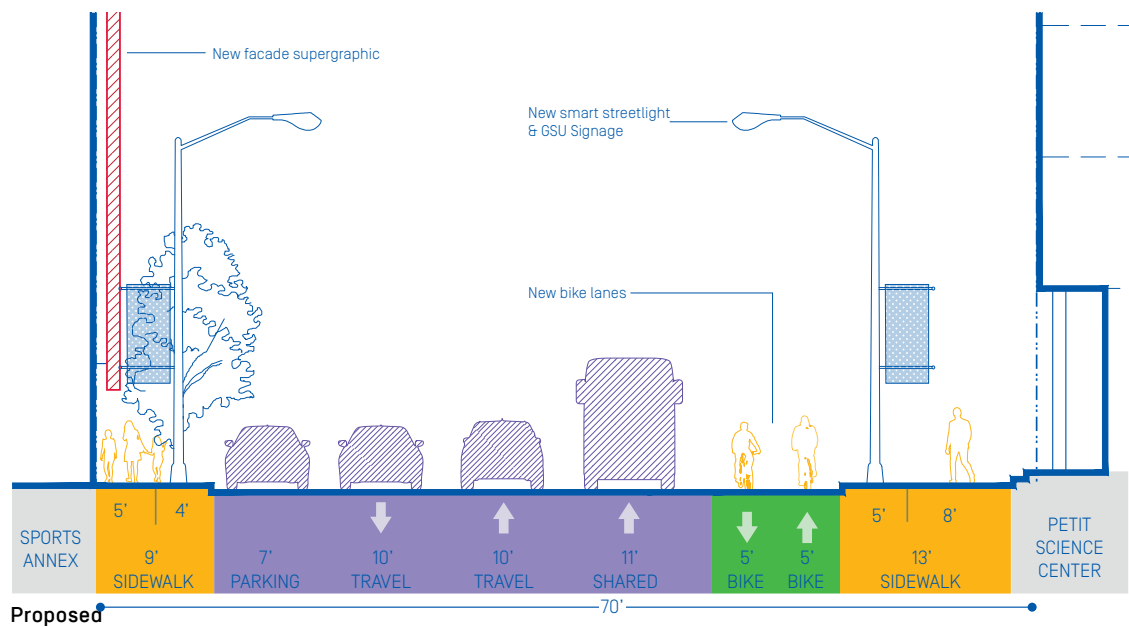 New facade supergraphic
New smart streetlight
& GSU Signage
New bike lanes
SPORTS
ANNEX
5’ 4’
9’
SIDEWALK
7’
PARKING
10’
TRAVEL
10’
TRAVEL
11’
SHARED
5’
BIKE
5’
BIKE
5’ 8’
13’
SIDEWALK
PETIT
SCIENCE
CENTER
Proposed
70’